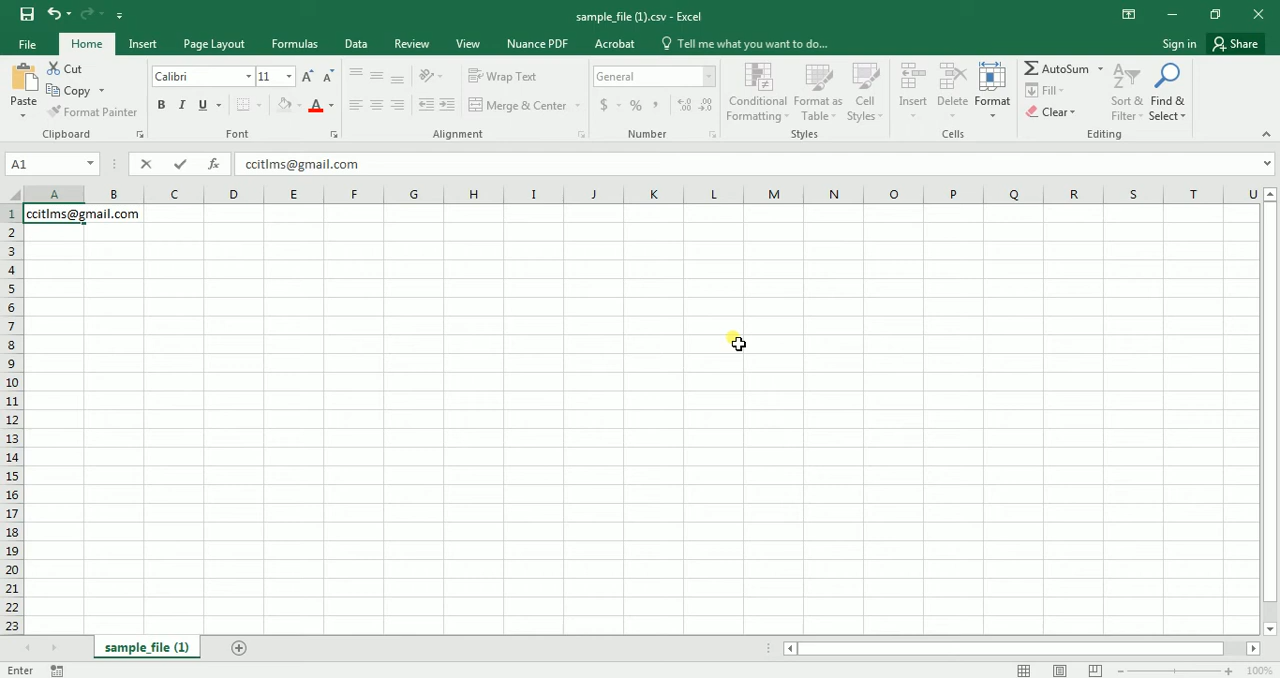 sample_file (1).csv - Excel
File Home Insert Page Layout Formulas Data Review View Nuance PDF Acrobat Tell me what you want to do... Sign in Share
Paste
Cut
Copy
Format Painter
Clipboard
Calibri 11
B I U A
Font
Wrap Text
Merge & Center
Alignment
General
$ % ,
Number
Conditional Formatting
Format as Table
Cell Styles
Styles
Insert Delete Format
Cells
AutoSum
Fill
Clear
Sort & Filter
Find & Select
Editing
A1 fx ccitlms@gmail.com
A B C D E F G H I J K L M N O P Q R S T U
1 ccitlms@gmail.com
2
3
4
5
6
7
8
9
10
11
12
13
14
15
16
17
18
19
20
21
22
23
sample_file (1)
Enter 100%